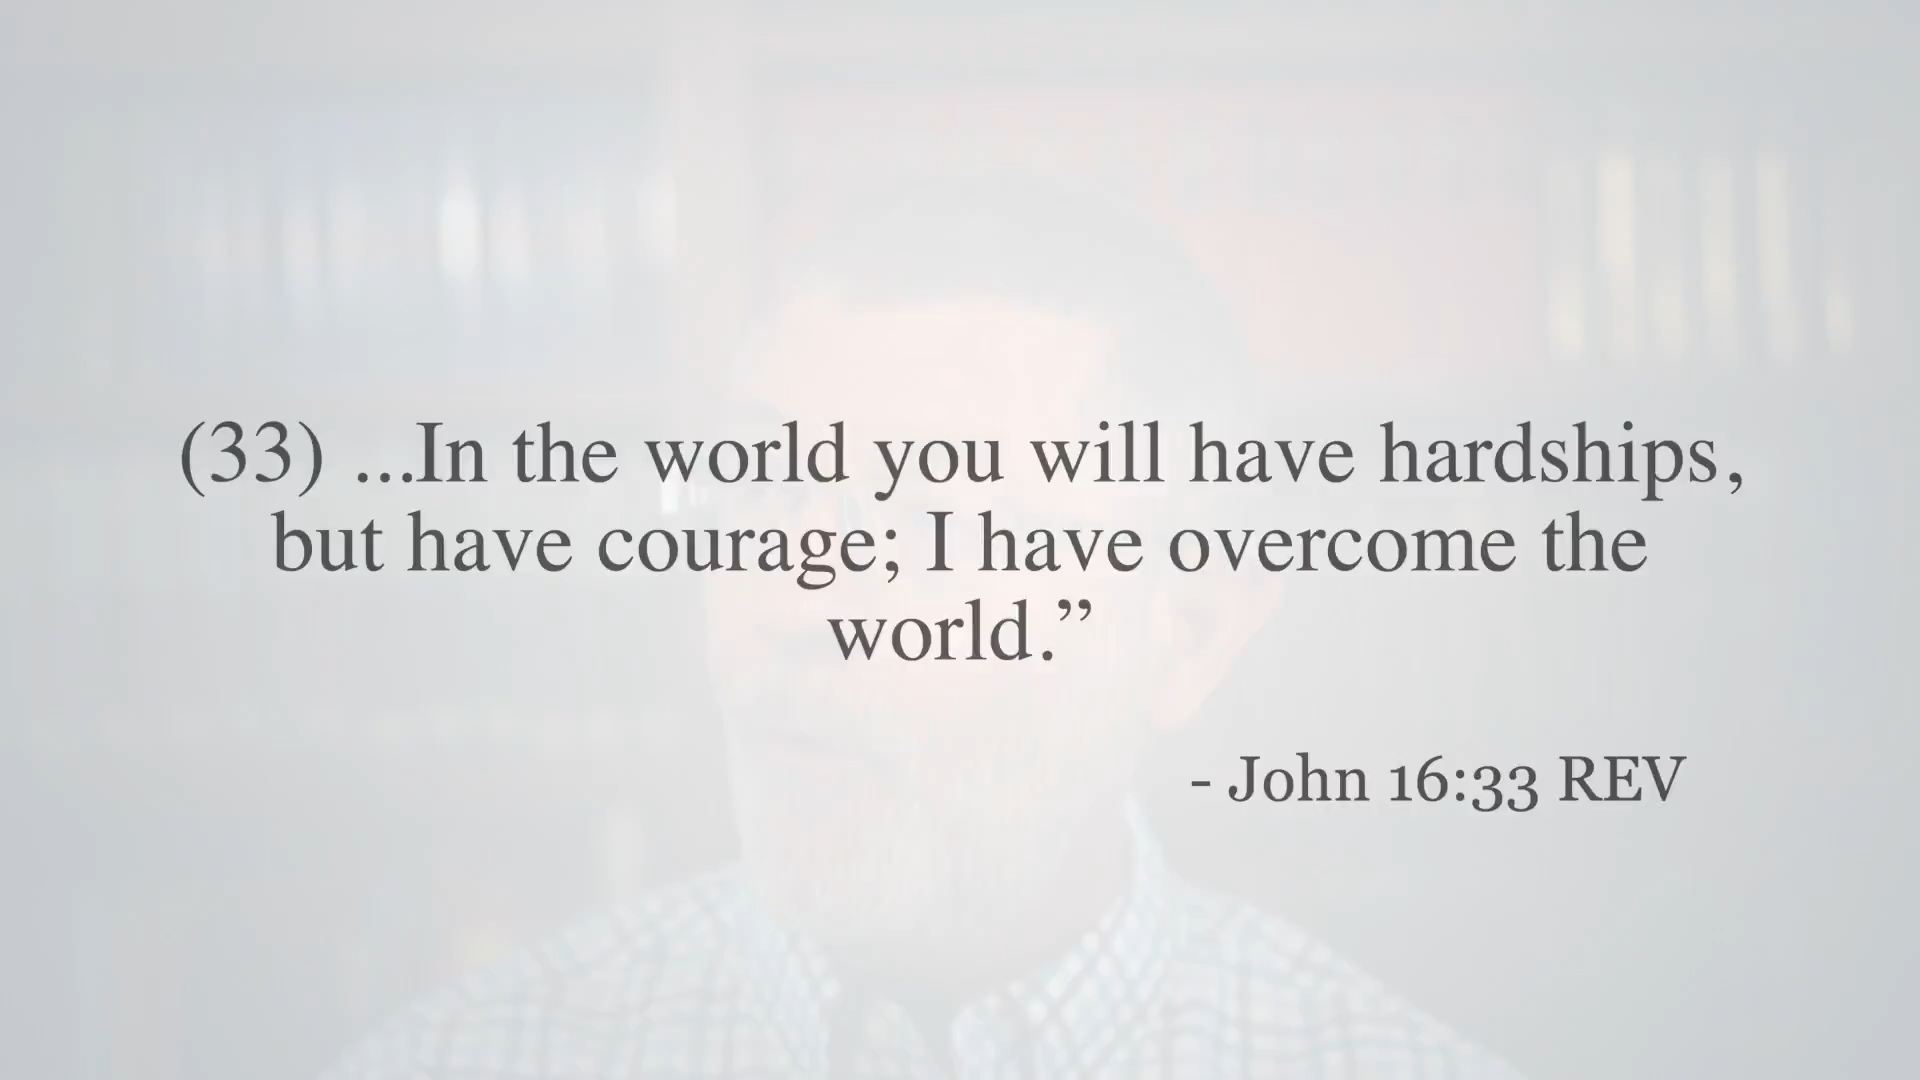 (33) ...In the world you will have hardships,
but have courage; I have overcome the
world.”
- John 16:33 REV